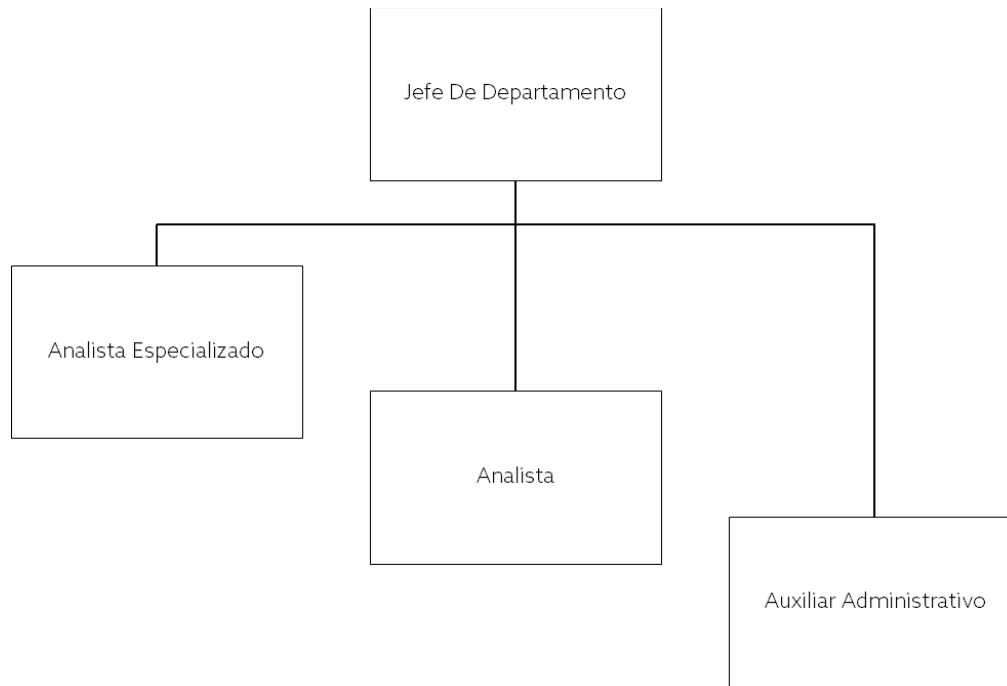 Jefe De Departamento
Analista Especializado
Analista
Auxiliar Administrativo